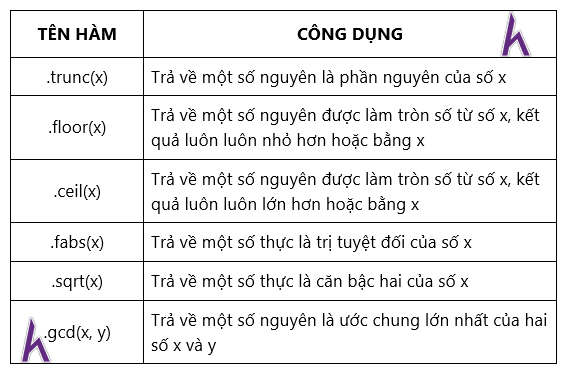 TÊN HÀM
CÔNG DỤNG
.trunc(x)
Trả về một số nguyên là phần nguyên của số x
.floor(x)
Trả về một số nguyên được làm tròn số từ số x, kết
quả luôn luôn nhỏ hơn hoặc bằng x
.ceil(x)
Trả về một số nguyên được làm tròn số từ số x, kết
quả luôn luôn lớn hơn hoặc bằng x
.fabs(x)
Trả về một số thực là trị tuyệt đối của số x
.sqrt(x)
Trả về một số thực là căn bậc hai của số x
.gcd(x, y)
Trả về một số nguyên là ước chung lớn nhất của hai
số x và y